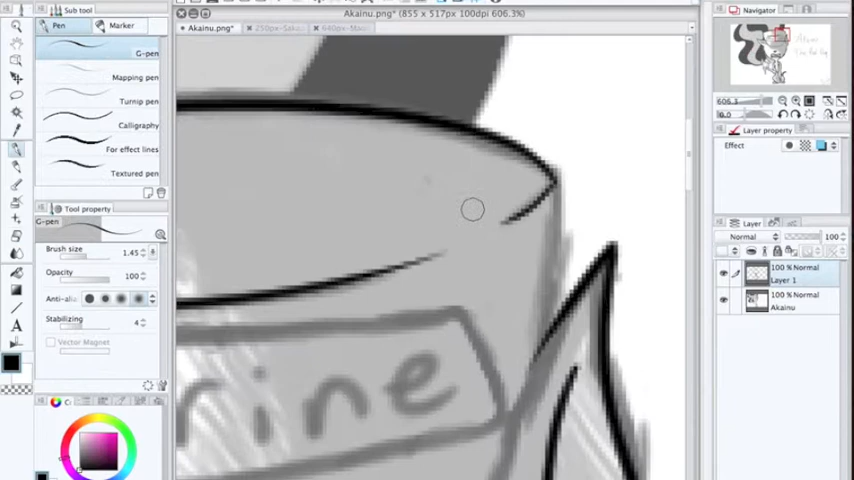 Sub tool
Akainu.png* (855 x 517px 100dpi 606.3%)
Navigator
Pen
Marker
Akainu.png*
G-pen
Mapping pen
Turnip pen
Calligraphy
For effect lines
Textured pen
606.3
0.0
Layer property
Effect
Tool property
G-pen
Brush size 1.45
Opacity 100
Anti-alia
Stabilizing 4
Vector Magnet
Layer
Normal 100
100 % Normal
Layer 1
100 % Normal
Akainu
rine